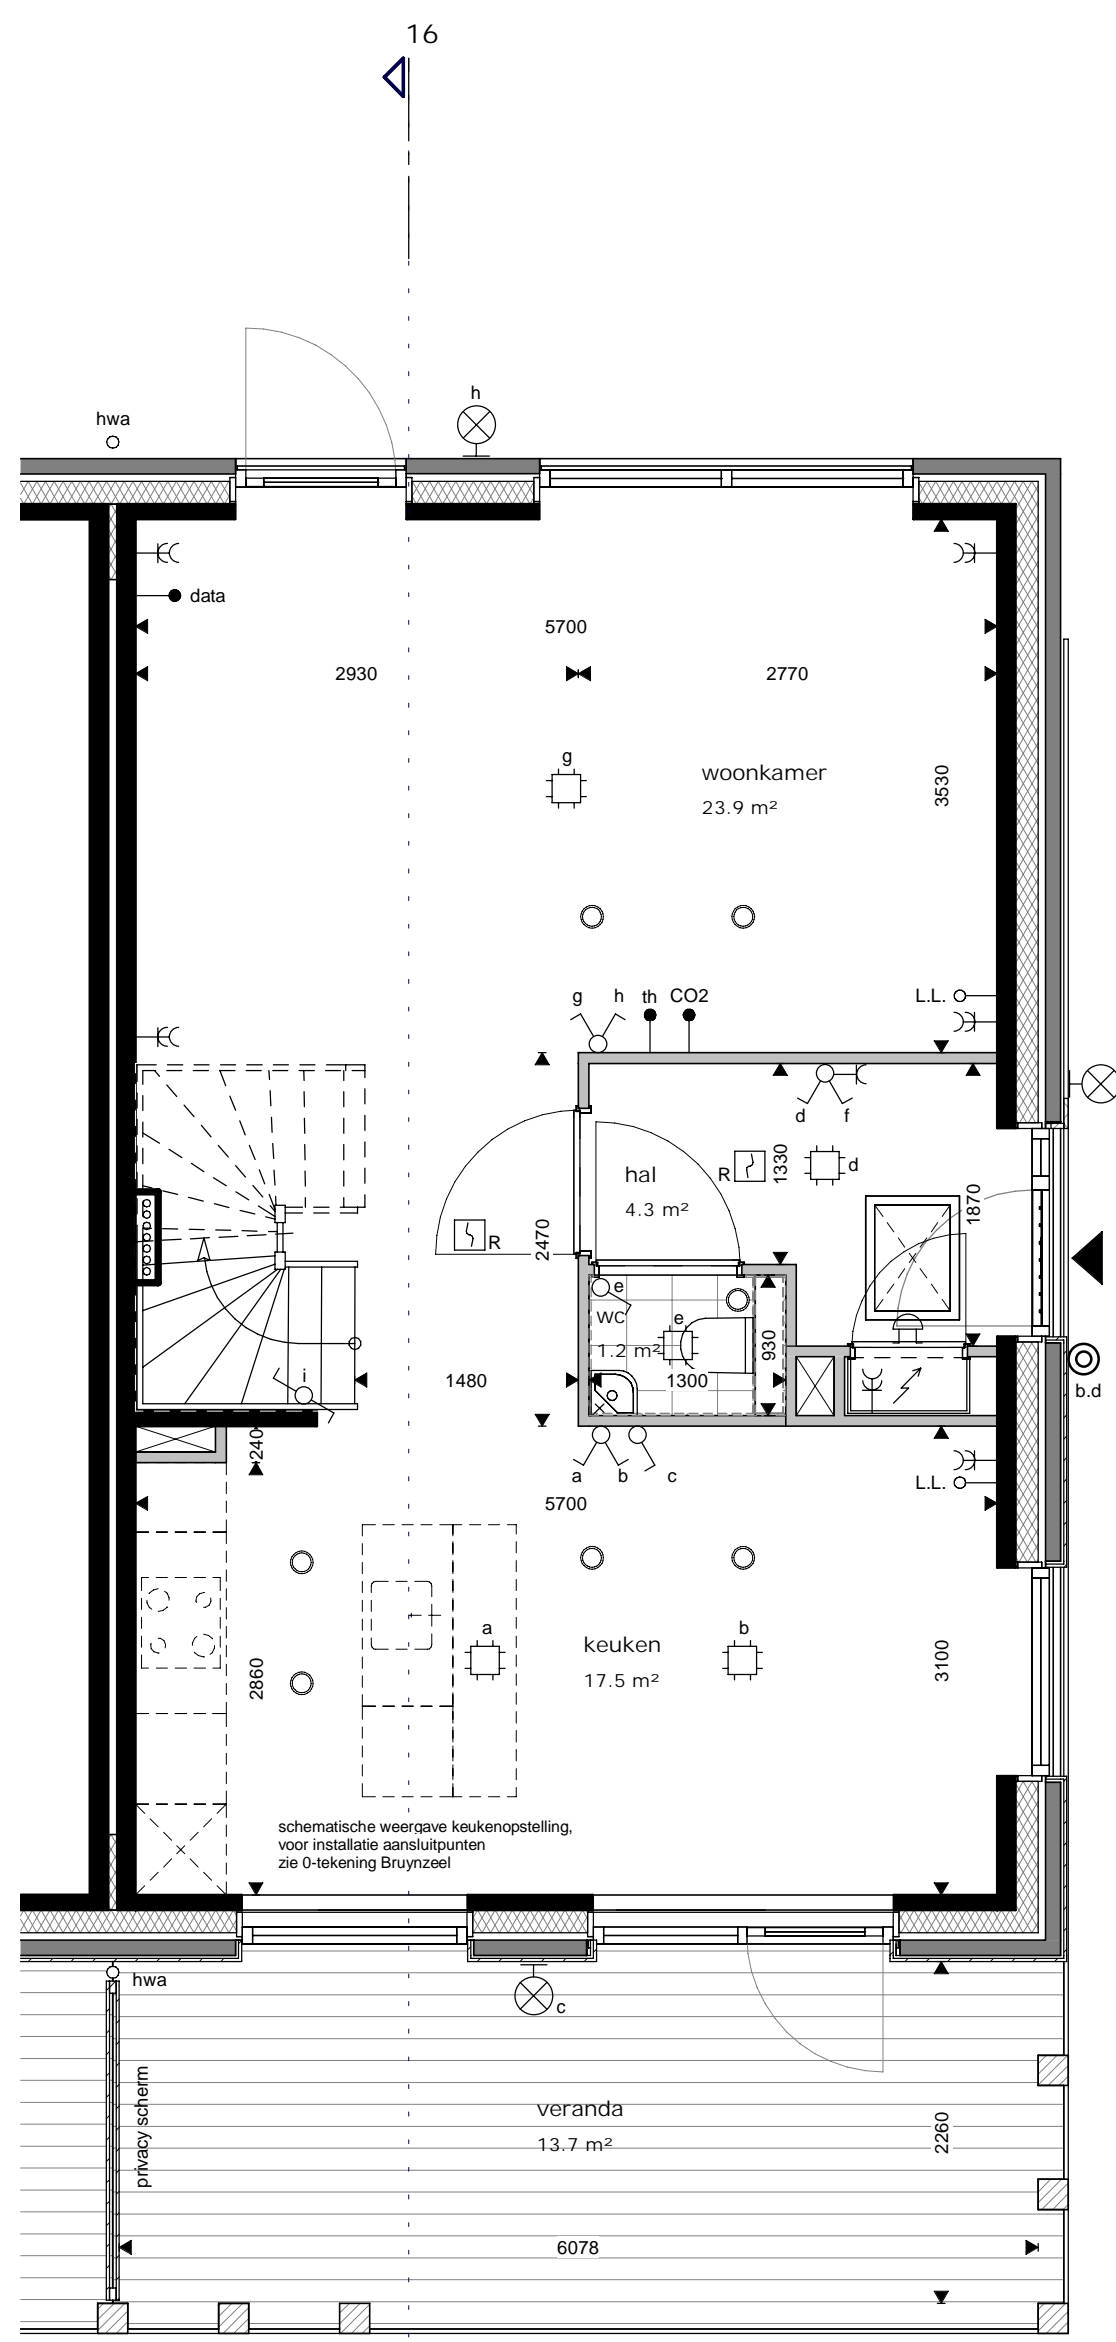 16
h
hwa
data
5700
2930
2770
g
woonkamer
23.9 m²
3530
g
h
th
CO2
L.L.
d
f
hal
4.3 m²
R
1330
d
1870
R
2470
e
WC
e
1.2 m²
930
1480
1300
i
b.d
240
a
b
c
L.L.
5700
a
b
keuken
17.5 m²
2860
3100
schematische weergave keukenopstelling,
voor installatie aansluitpunten
zie 0-tekening Bruynzeel
hwa
c
privacy scherm
veranda
13.7 m²
2260
6078